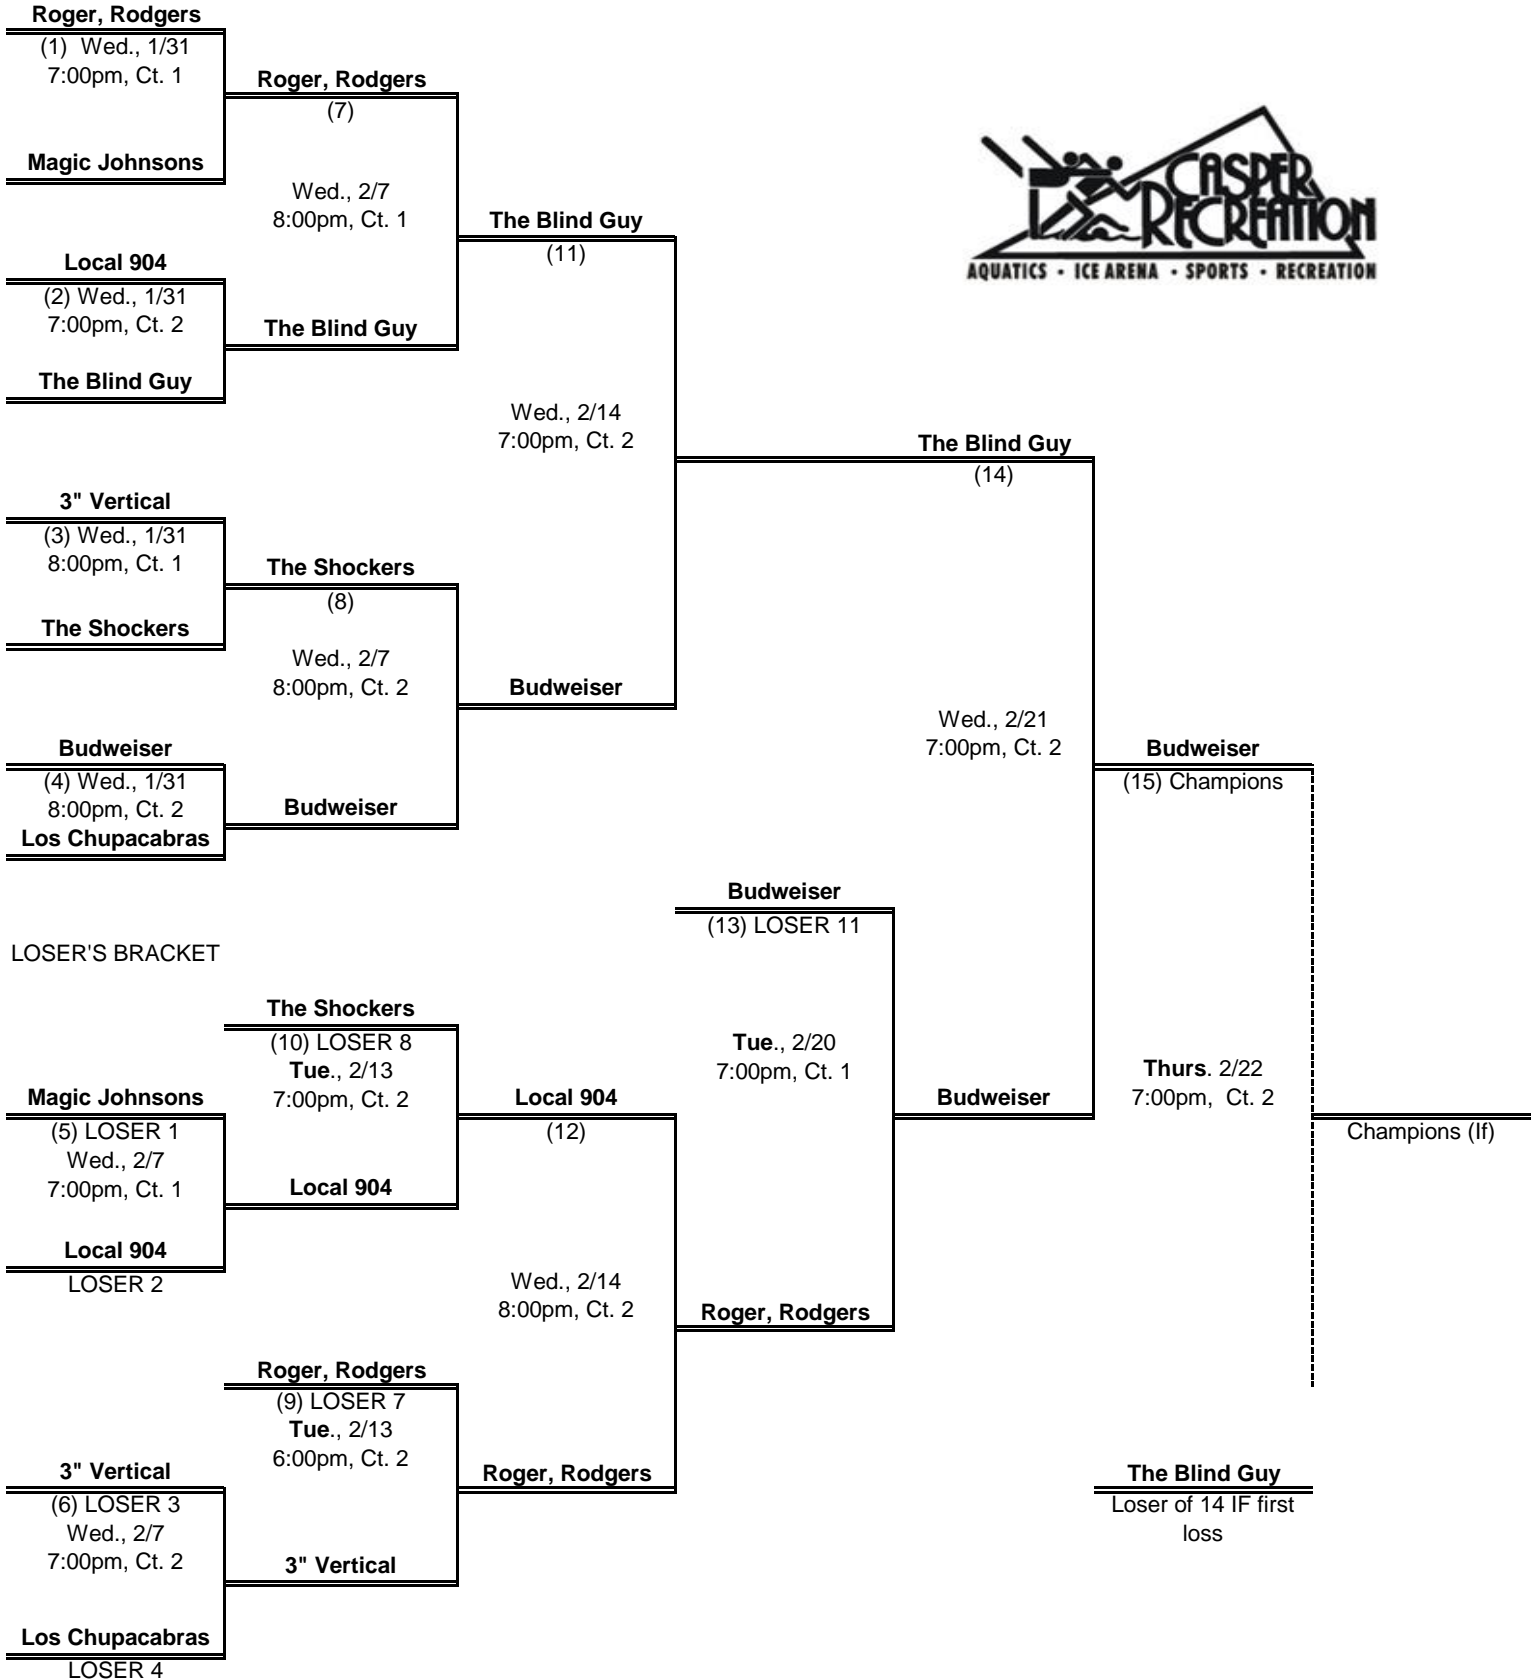 Roger, Rodgers
(1)  Wed., 1/31
7:00pm, Ct. 1
Magic Johnsons
Roger, Rodgers
(7)
Wed., 2/7
8:00pm, Ct. 1
Local 904
(2) Wed., 1/31
7:00pm, Ct. 2
The Blind Guy
The Blind Guy
The Blind Guy
(11)
Wed., 2/14
7:00pm, Ct. 2
CASPER
RECREATION
AQUATICS • ICE ARENA • SPORTS • RECREATION
3" Vertical
(3) Wed., 1/31
8:00pm, Ct. 1
The Shockers
The Shockers
(8)
Wed., 2/7
8:00pm, Ct. 2
Budweiser
Budweiser
(4) Wed., 1/31
8:00pm, Ct. 2
Los Chupacabras
Budweiser
The Blind Guy
(14)
Wed., 2/21
7:00pm, Ct. 2
Budweiser
(15) Champions
LOSER'S BRACKET
Budweiser
(13) LOSER 11
Tue., 2/20
7:00pm, Ct. 1
Budweiser
Thurs. 2/22
7:00pm,  Ct. 2
Champions (If)
The Shockers
(10) LOSER 8
Tue., 2/13
7:00pm, Ct. 2
Magic Johnsons
(5) LOSER 1
Wed., 2/7
7:00pm, Ct. 1
Local 904
LOSER 2
Local 904
Local 904
(12)
Wed., 2/14
8:00pm, Ct. 2
Roger, Rodgers
Roger, Rodgers
(9) LOSER 7
Tue., 2/13
6:00pm, Ct. 2
Roger, Rodgers
3" Vertical
(6) LOSER 3
Wed., 2/7
7:00pm, Ct. 2
3" Vertical
Los Chupacabras
LOSER 4
The Blind Guy
Loser of 14 IF first
loss